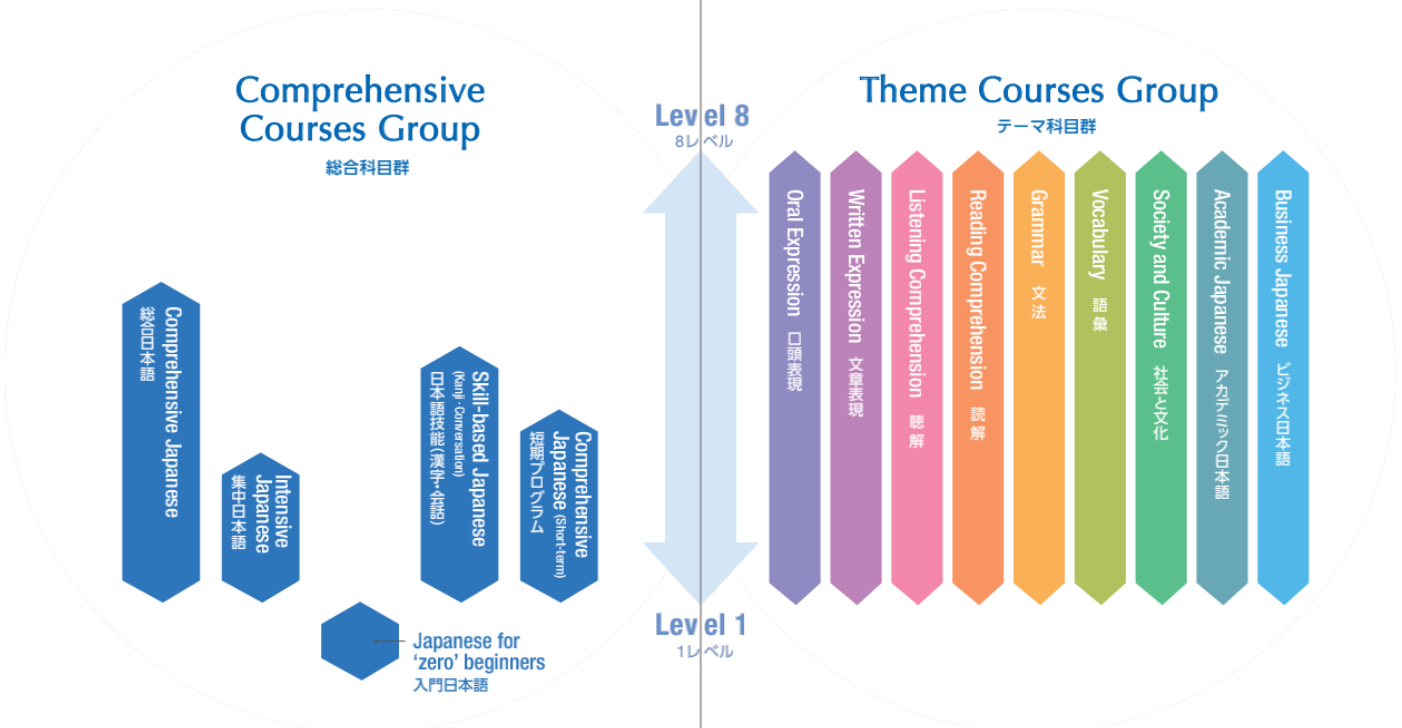 Comprehensive
Courses Group
総合科目群
Comprehensive Japanese
総合日本語
Intensive
Japanese
集中日本語
Japanese for
‘zero’ beginners
入門日本語
Skill-based Japanese
(Kanji・Conversation)
日本語技能(漢字・会話)
Comprehensive
Japanese (Short-term)
短期プログラム
Level 8
8レベル
Level 1
1レベル
Theme Courses Group
テーマ科目群
Oral Expression 口頭表現
Written Expression 文章表現
Listening Comprehension 聴解
Reading Comprehension 読解
Grammar 文法
Vocabulary 語彙
Society and Culture 社会と文化
Academic Japanese アカデミック日本語
Business Japanese ビジネス日本語